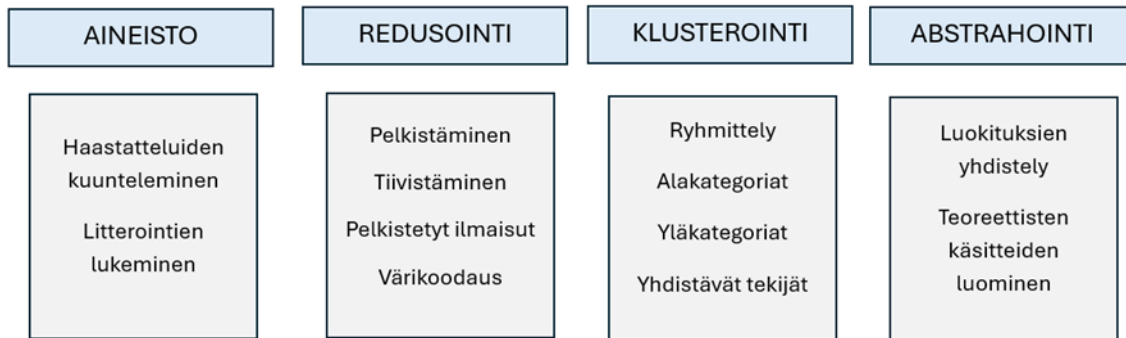 AINEISTO
REDUSOINTI
KLUSTEROINTI
ABSTRAHOINTI
Haastatteluiden
kuunteleminen
Litterointien
lukeminen
Pelkistäminen
Tiivistäminen
Pelkistetyt ilmaisut
Värikoodaus
Ryhmittely
Alakategoriat
Yläkategoriat
Yhdistävät tekijät
Luokituksien
yhdistely
Teoreettisten
käsitteiden
luominen